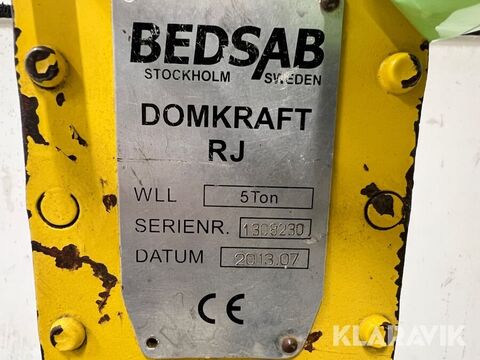 BEDSAB
STOCKHOLM SWEDEN
DOMKRAFT
RJ
WLL 5Ton
SERIENR. 1309230
DATUM 2013.07
CE
KLARAVIK